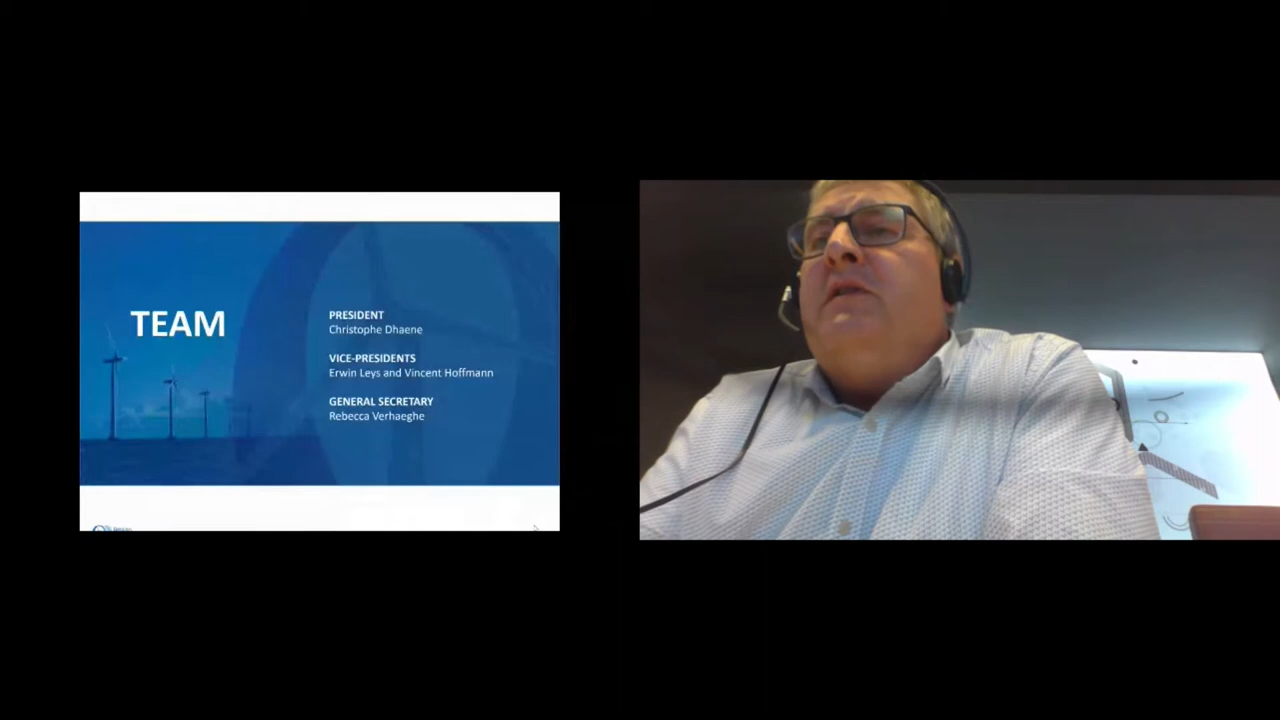 TEAM
PRESIDENT
Christophe Dhaene
VICE-PRESIDENTS
Erwin Leys and Vincent Hoffmann
GENERAL SECRETARY
Rebecca Verhaeghe